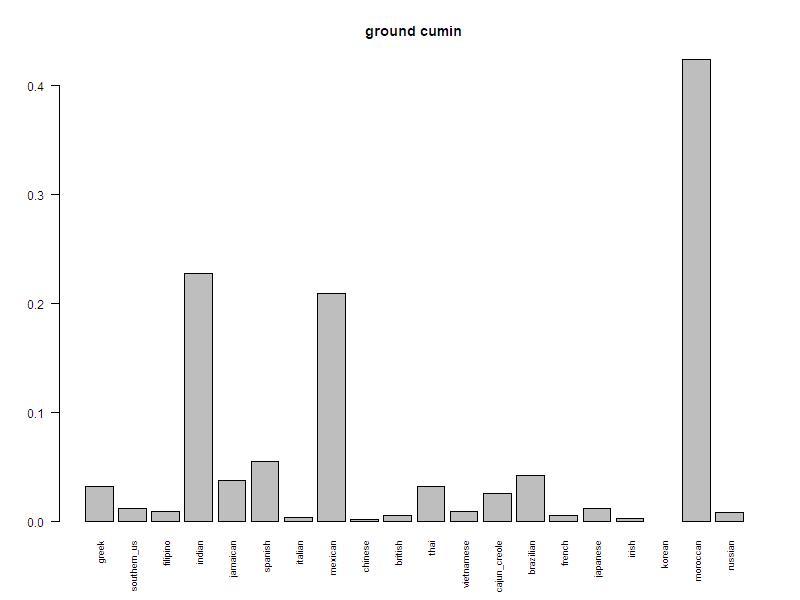 ground cumin
0.4
0.3
0.2
0.1
0.0
greek
southern_us
filipino
indian
jamaican
spanish
italian
mexican
chinese
british
thai
vietnamese
cajun_creole
brazilian
french
japanese
irish
korean
moroccan
russian